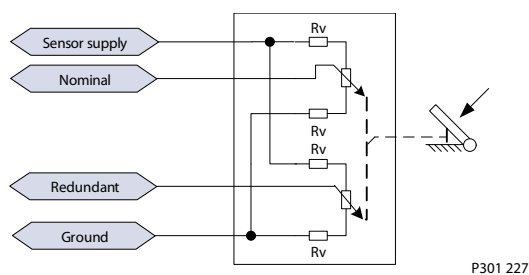 Sensor supply
Rv
Nominal
Rv
Rv
Redundant
Ground
Rv
P301 227